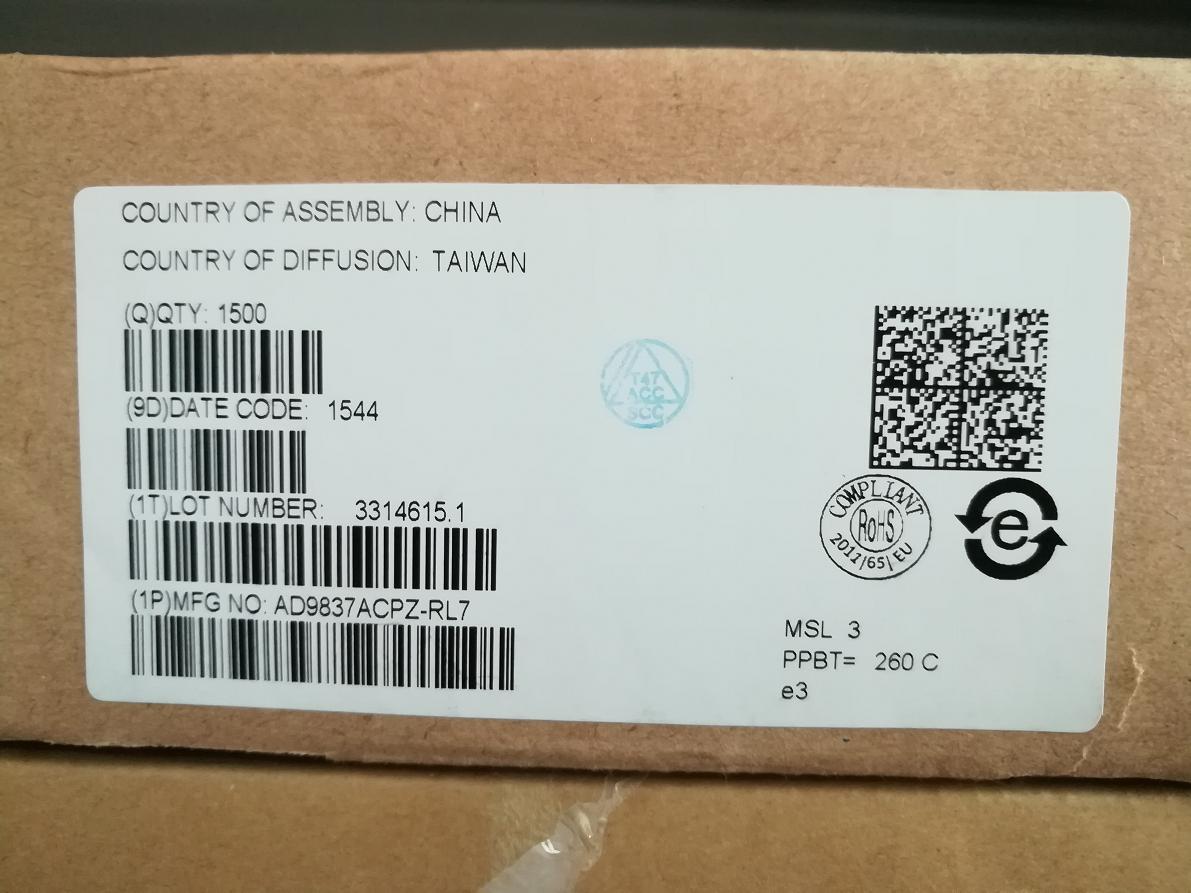 COUNTRY OF ASSEMBLY: CHINA
COUNTRY OF DIFFUSION: TAIWAN
(Q)QTY: 1500
(9D)DATE CODE: 1544
(1T)LOT NUMBER: 3314615.1
(1P)MFG NO: AD9837ACPZ-RL7
T47
ACC
SCC
COMPLIANT
RoHS
2011/65/EU
e
MSL 3
PPBT= 260 C
e3